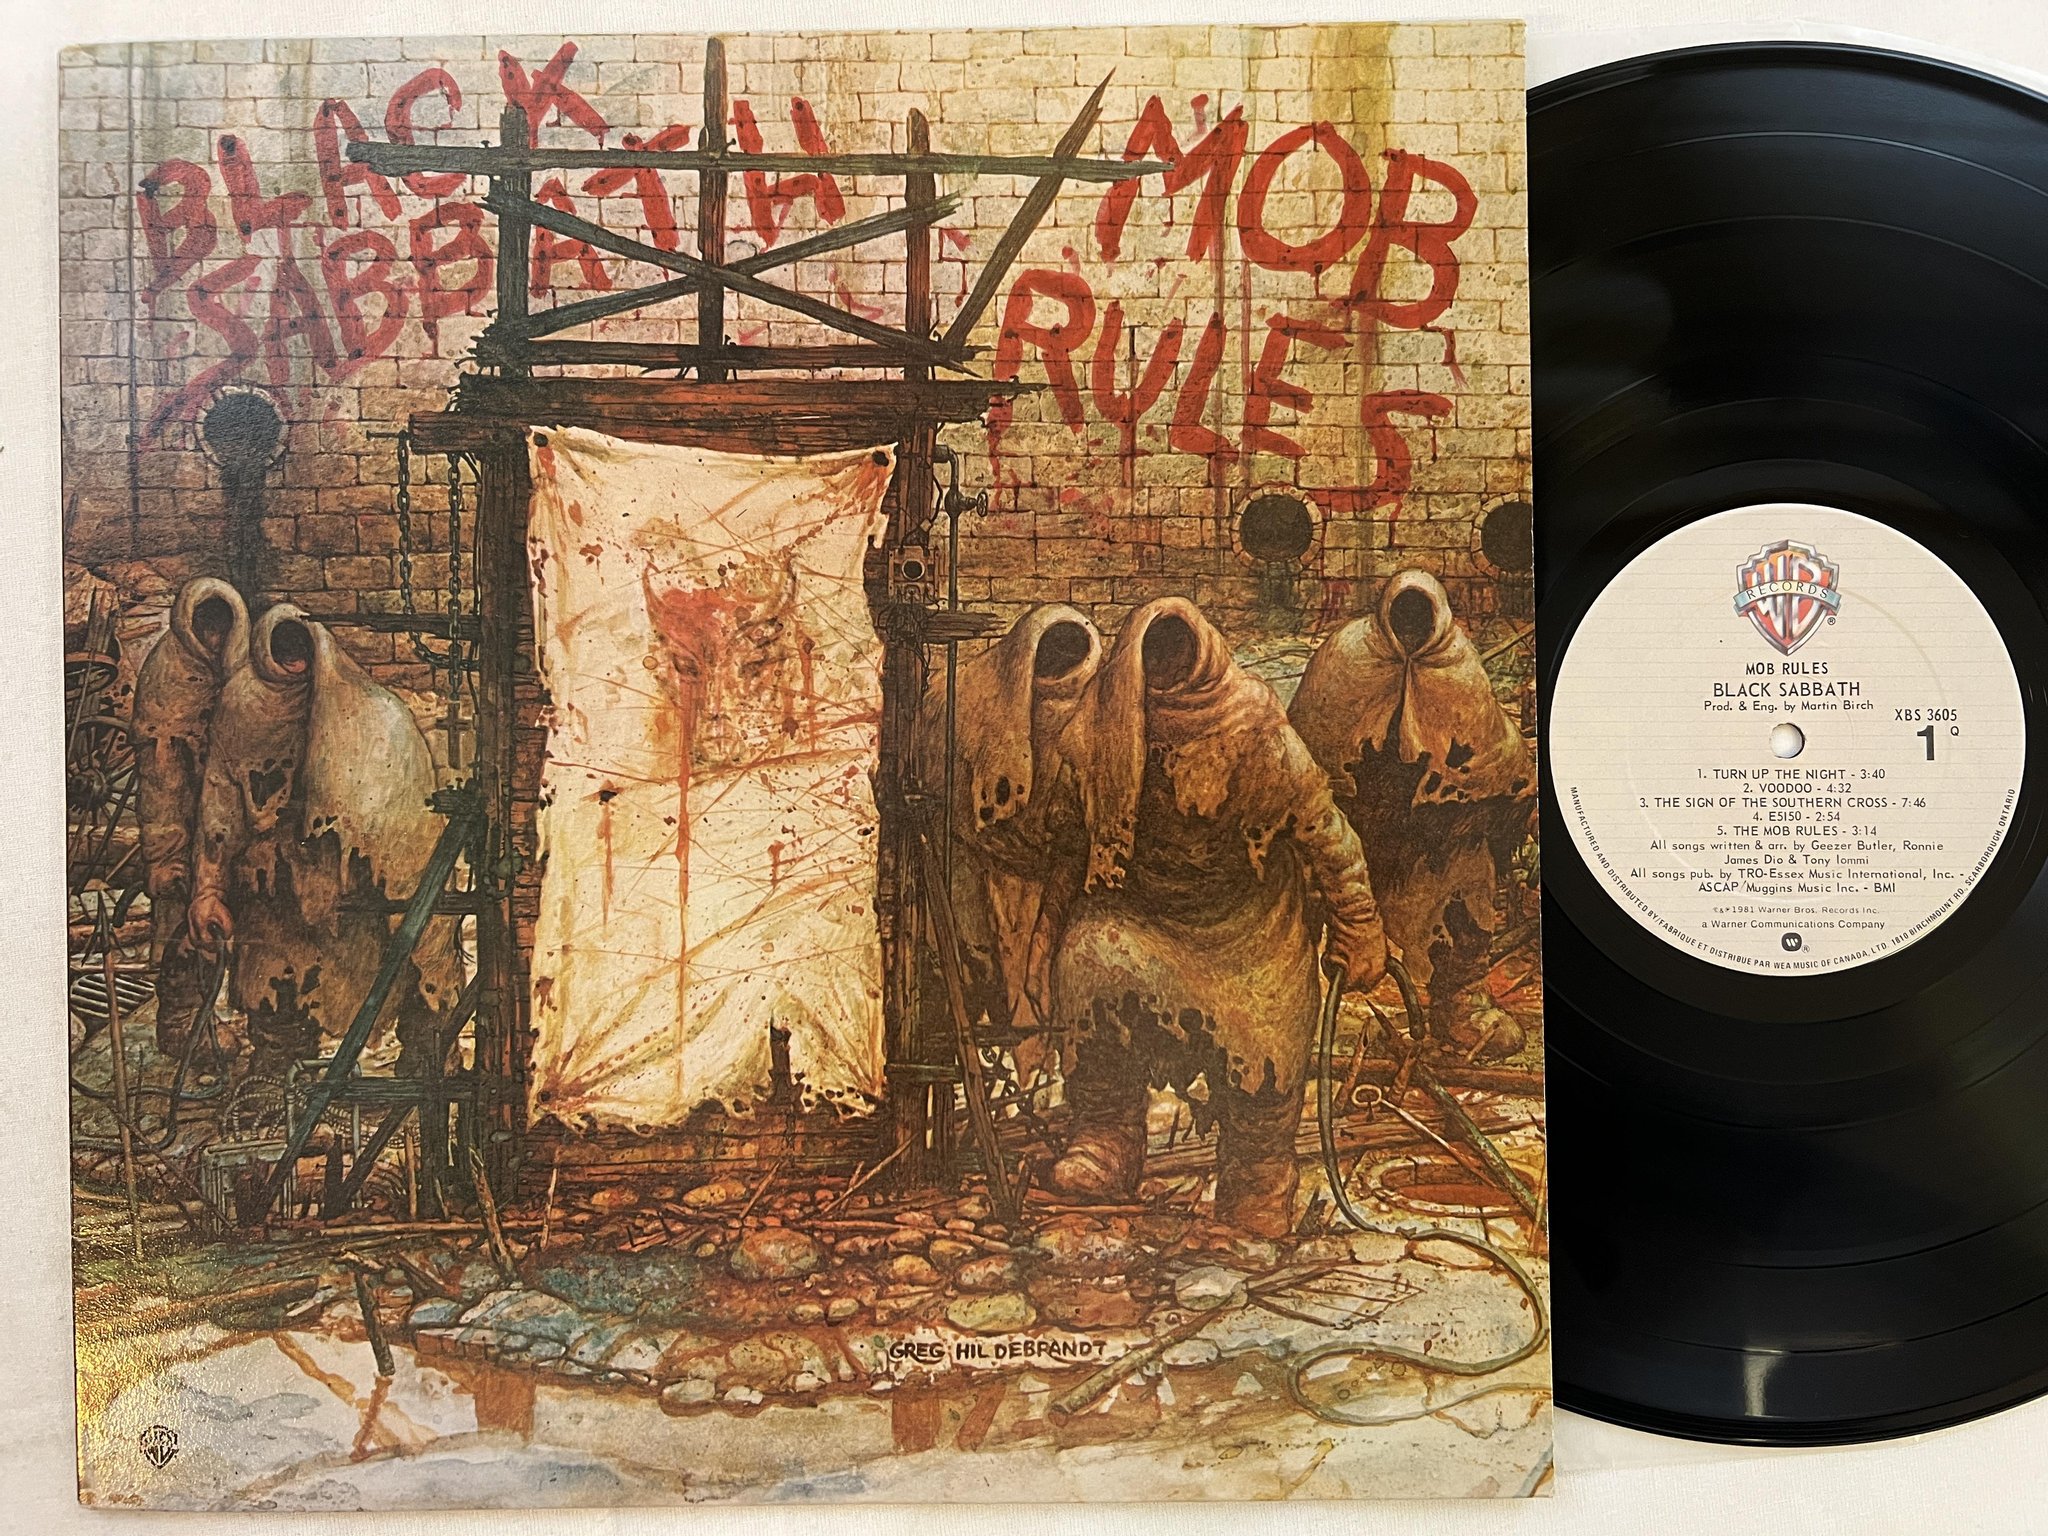 BLACK
SABBATH
MOB
RULES
GREG HILDEBRANDT
W B
RECORDS
®
MOB RULES
BLACK SABBATH
Prod. & Eng. by Martin Birch
XBS 3605
1 Q
1. TURN UP THE NIGHT - 3:40
2. VOODOO - 4:32
3. THE SIGN OF THE SOUTHERN CROSS - 7:46
4. E5150 - 2:54
5. THE MOB RULES - 3:14
All songs written & arr. by Geezer Butler, Ronnie
James Dio & Tony Iommi
All songs pub. by TRO-Essex Music International, Inc. -
ASCAP/Muggins Music Inc. - BMI
©&℗1981 Warner Bros. Records Inc.
a Warner Communications Company
®
MANUFACTURED AND DISTRIBUTED BY/FABRIQUE ET DISTRIBUE PAR WEA MUSIC OF CANADA, LTD. 1810 BIRCHMOUNT RD., SCARBOROUGH, ONTARIO